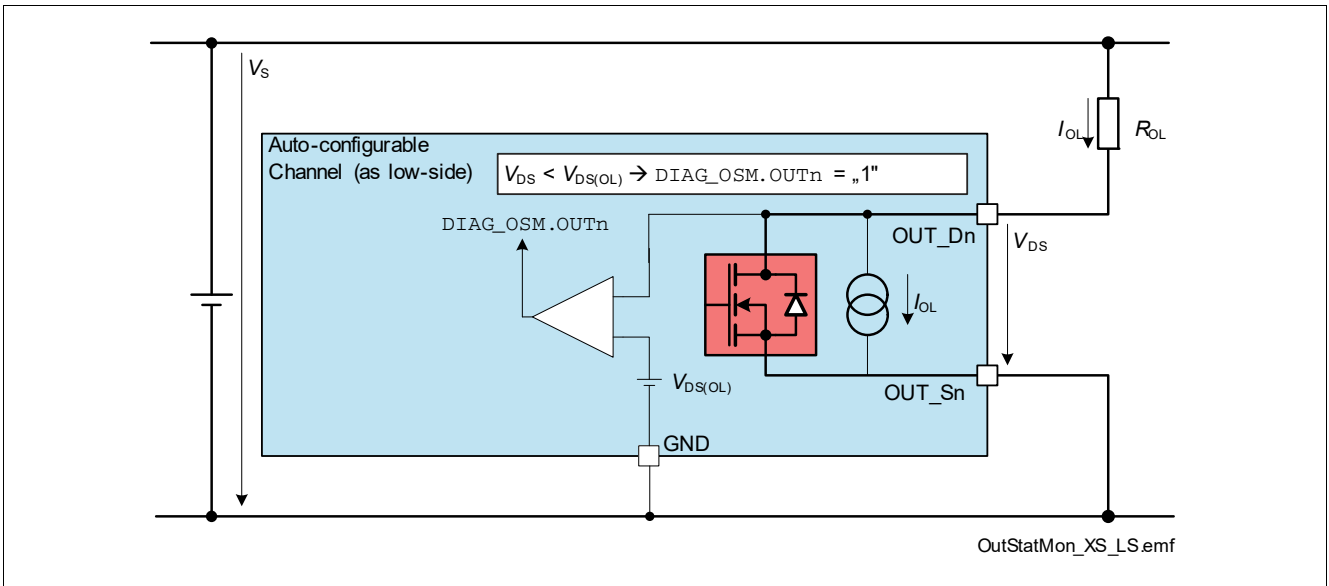 VS
Auto-configurable
Channel (as low-side)
VDS < VDS(OL) → DIAG_OSM.OUTn = „1"
IOL
ROL
DIAG_OSM.OUTn
OUT_Dn
VDS
IOL
VDS(OL)
OUT_Sn
GND
OutStatMon_XS_LS.emf